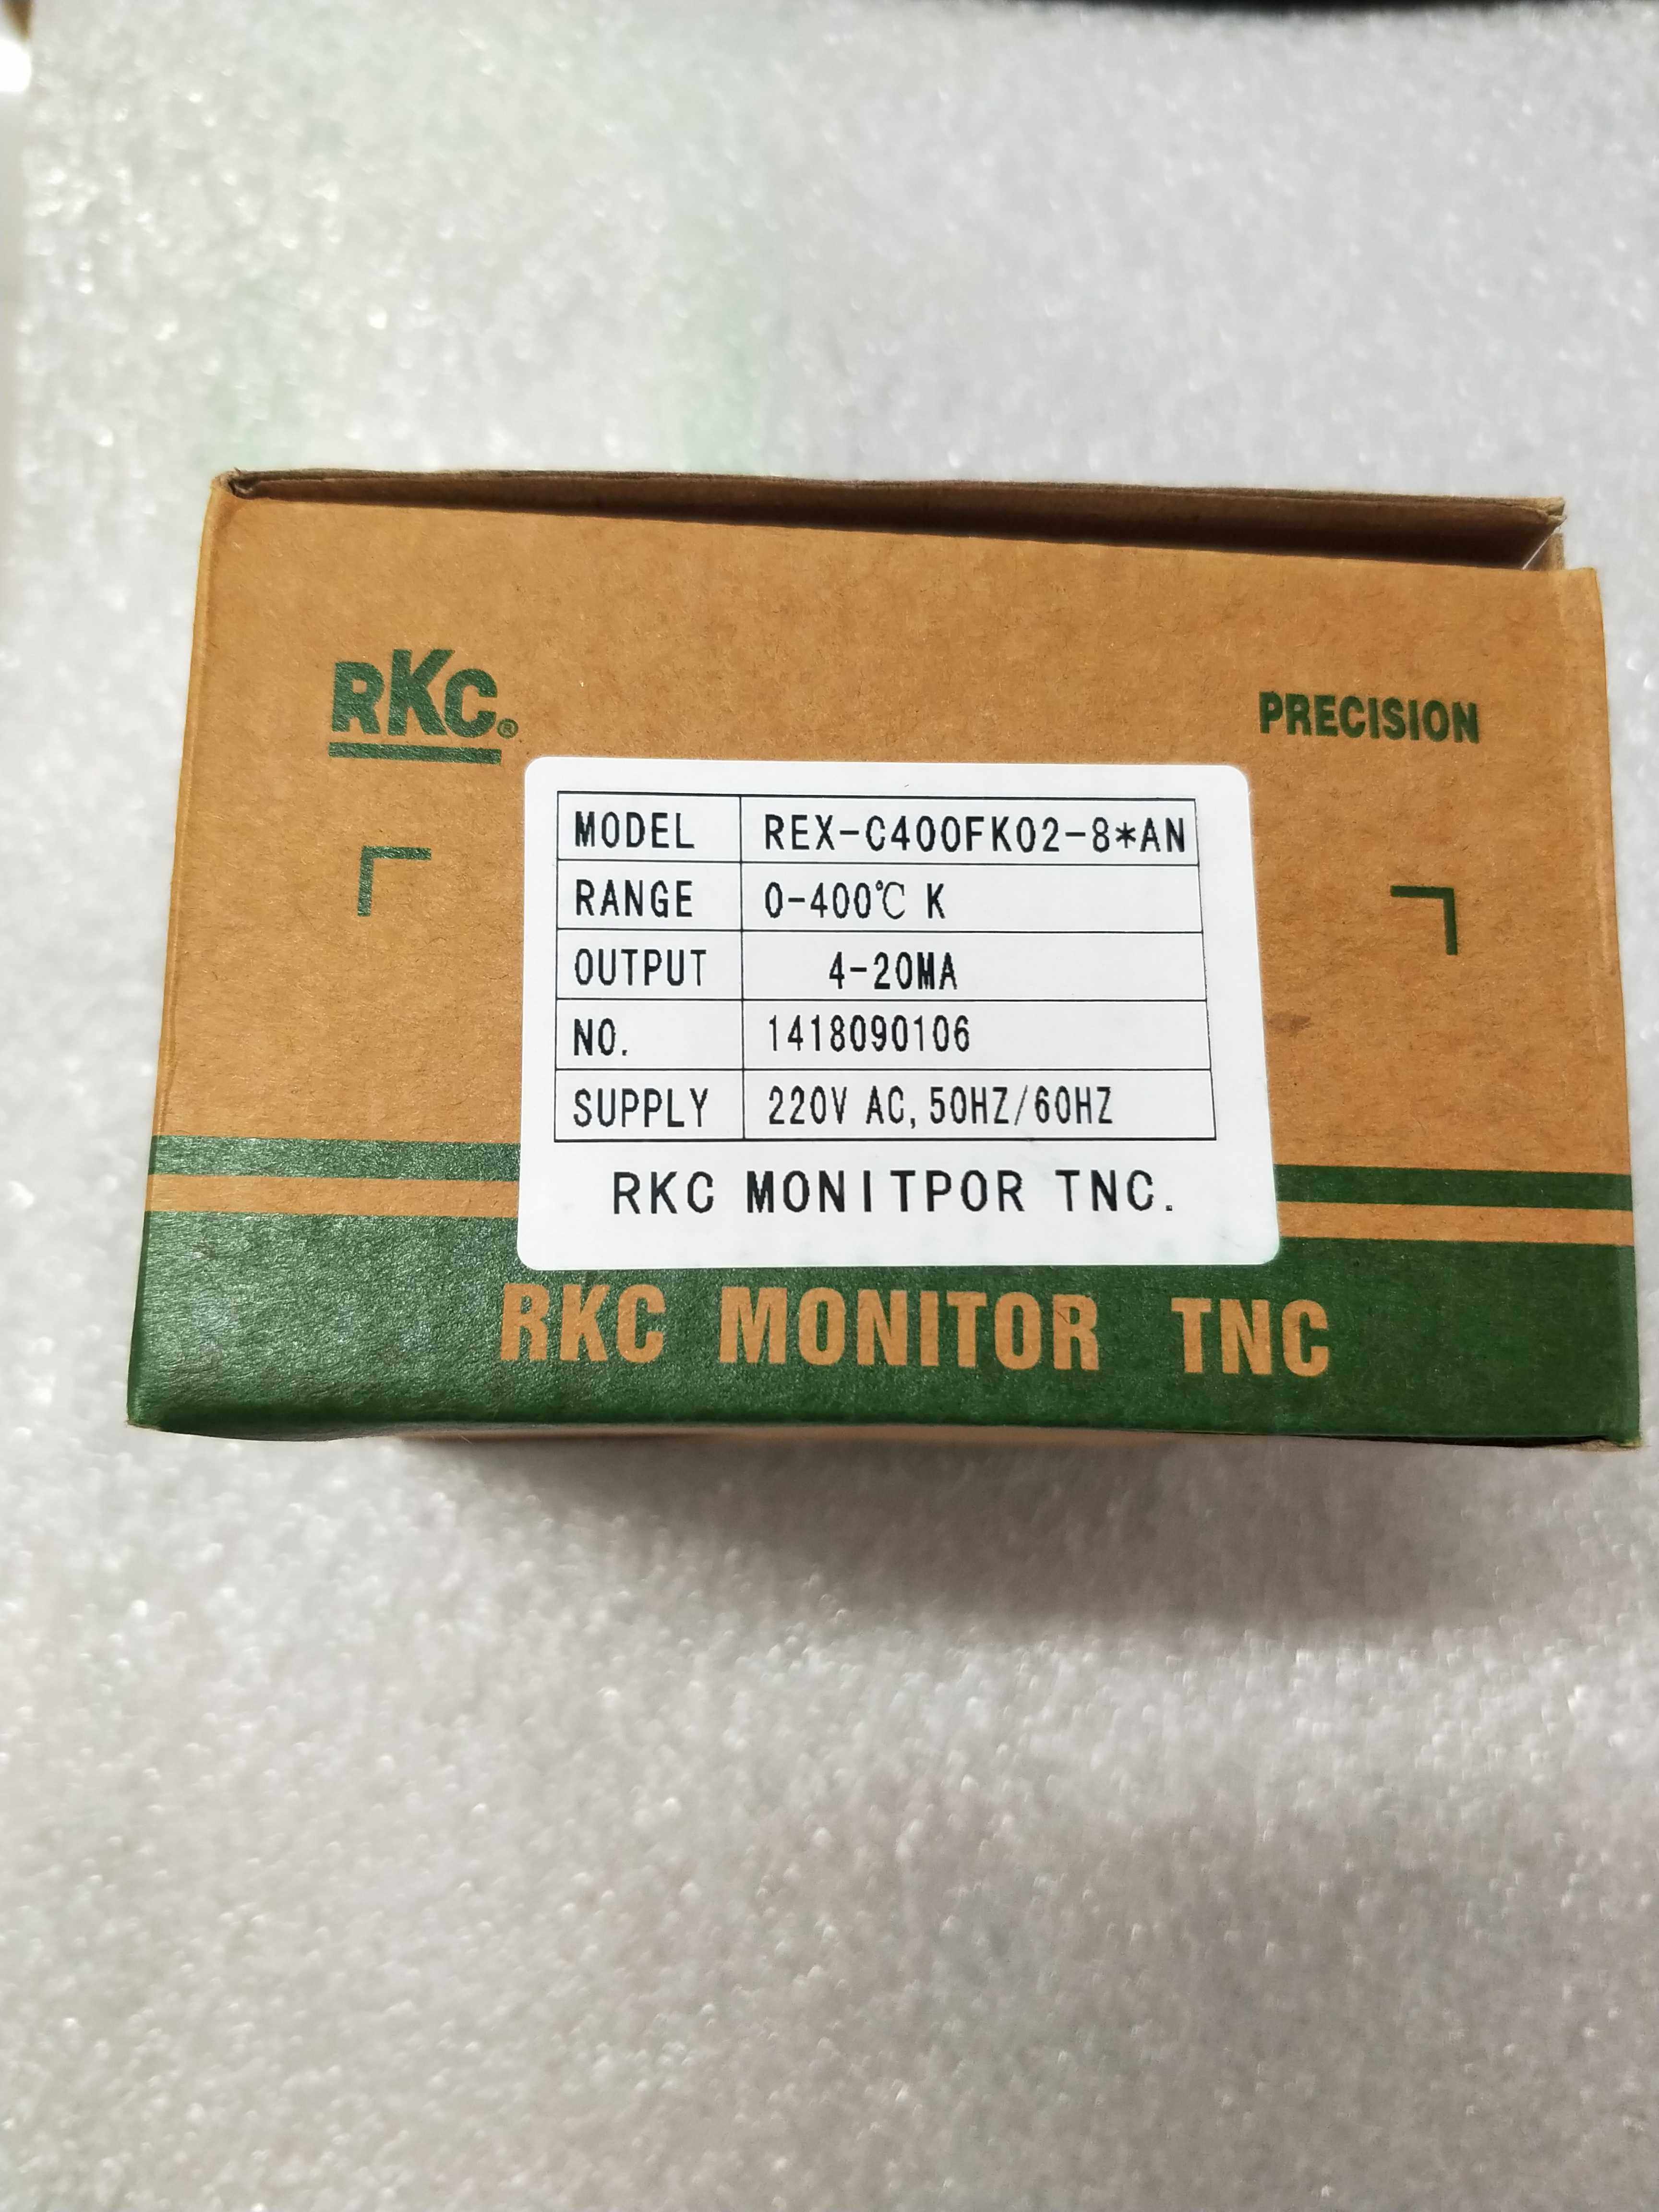 RKC®
PRECISION
MODEL REX-C400FK02-8*AN
RANGE 0-400℃ K
OUTPUT 4-20MA
NO. 1418090106
SUPPLY 220V AC, 50HZ/60HZ
RKC MONITPOR TNC.
RKC MONITOR TNC